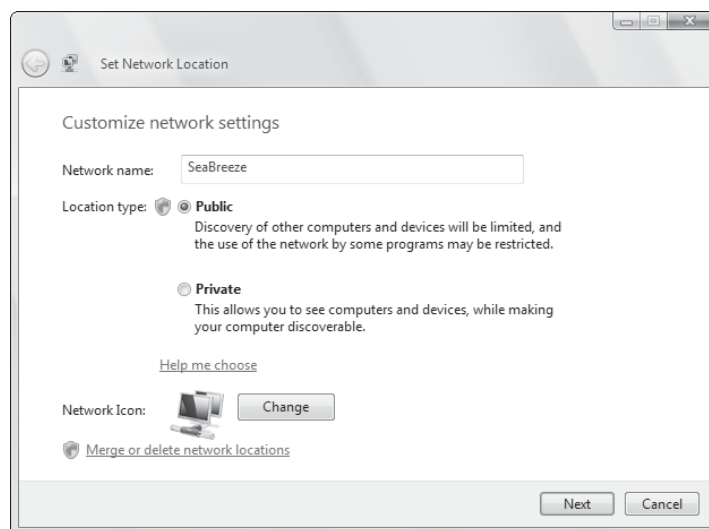 Set Network Location
Customize network settings
Network name:
SeaBreeze
Location type:
Public
Discovery of other computers and devices will be limited, and
the use of the network by some programs may be restricted.
Private
This allows you to see computers and devices, while making
your computer discoverable.
Help me choose
Network Icon:
Change
Merge or delete network locations
Next
Cancel